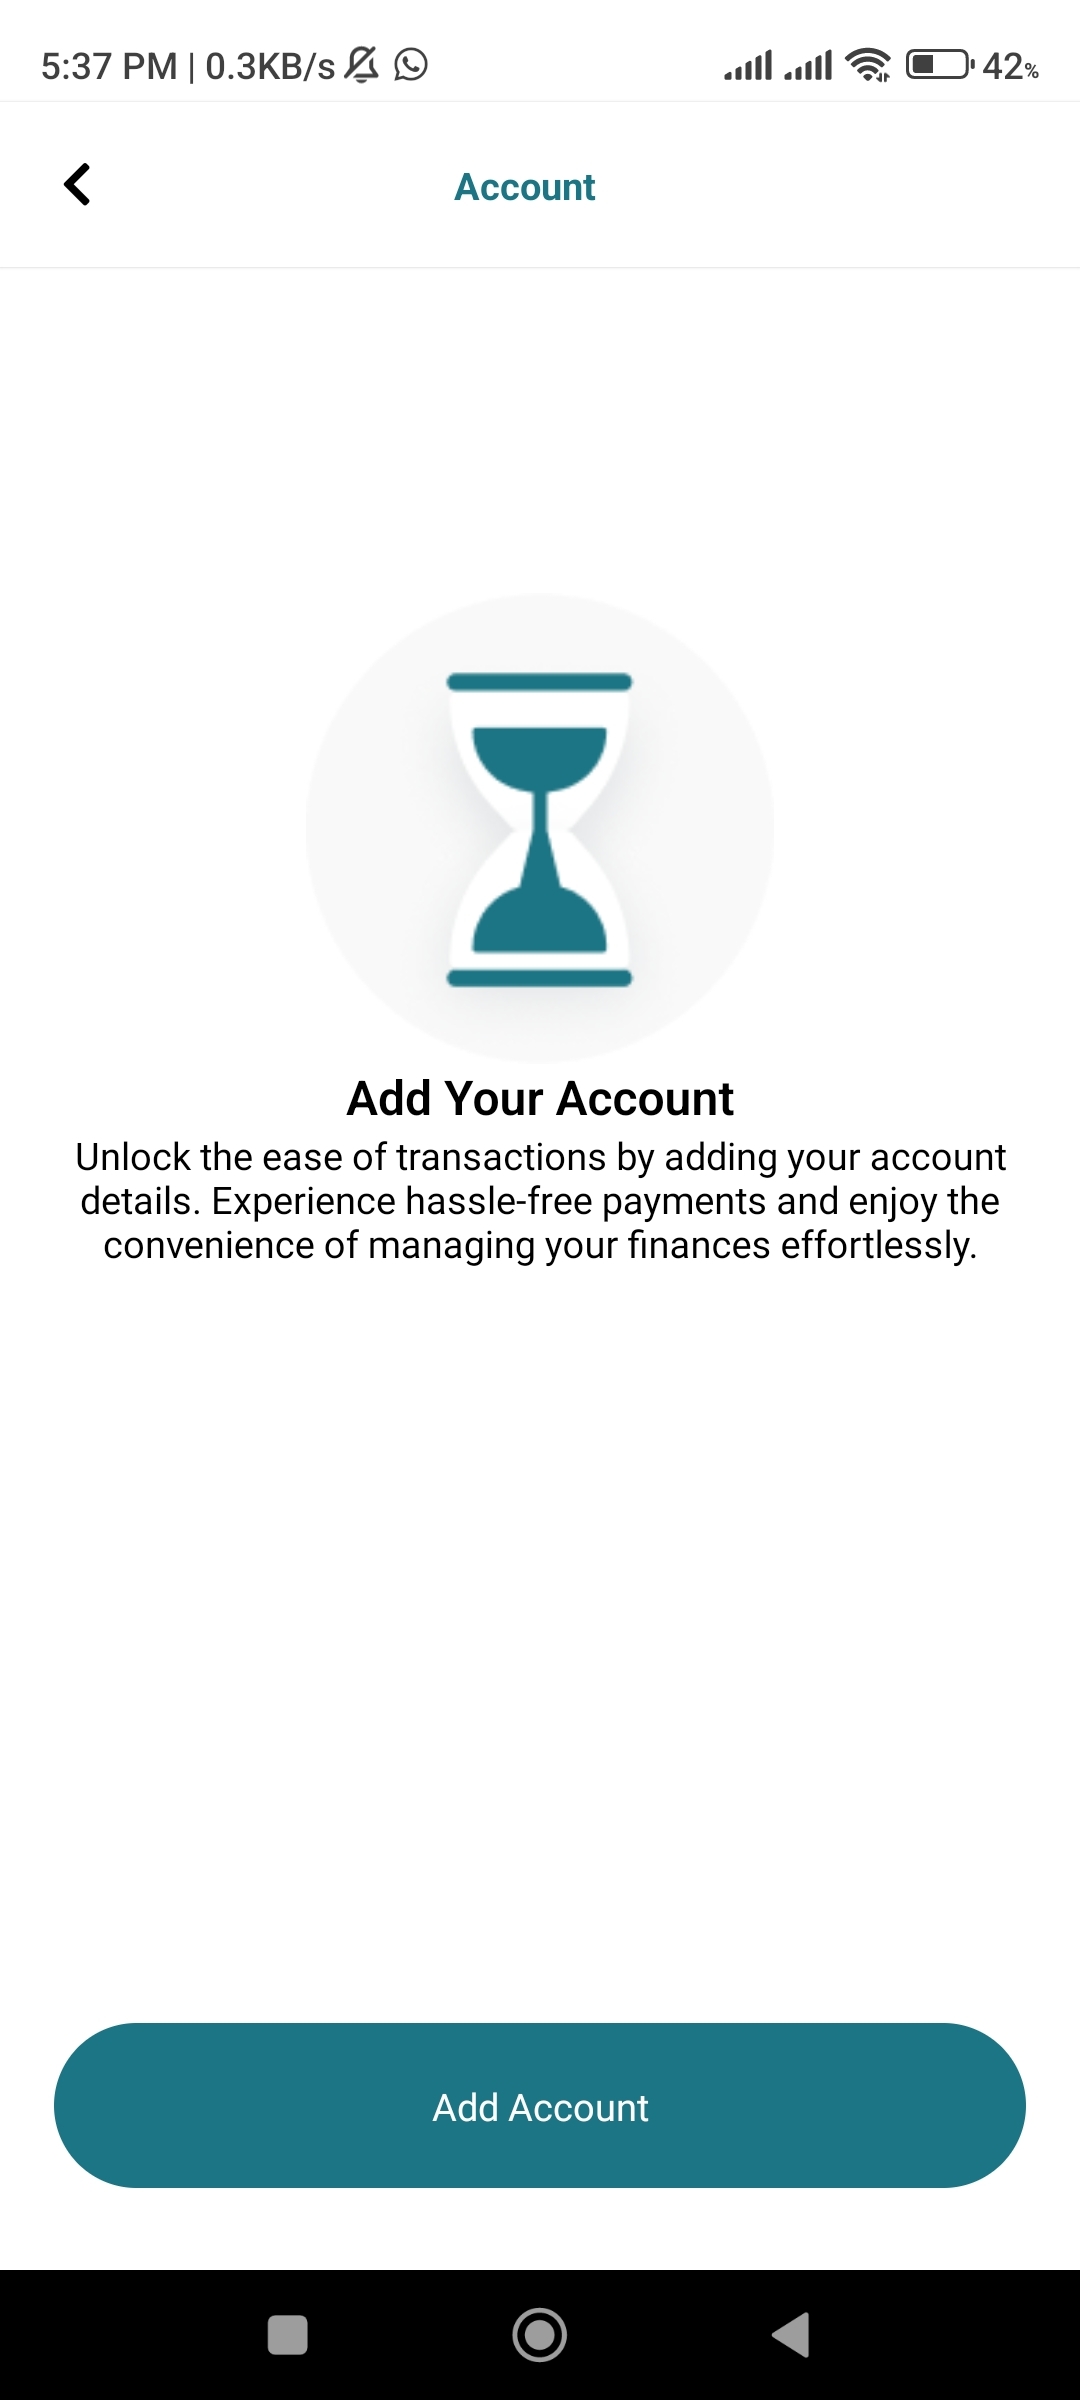 5:37 PM | 0.3KB/s
42%
Account
Add Your Account
Unlock the ease of transactions by adding your account
details. Experience hassle-free payments and enjoy the
convenience of managing your finances effortlessly.
Add Account